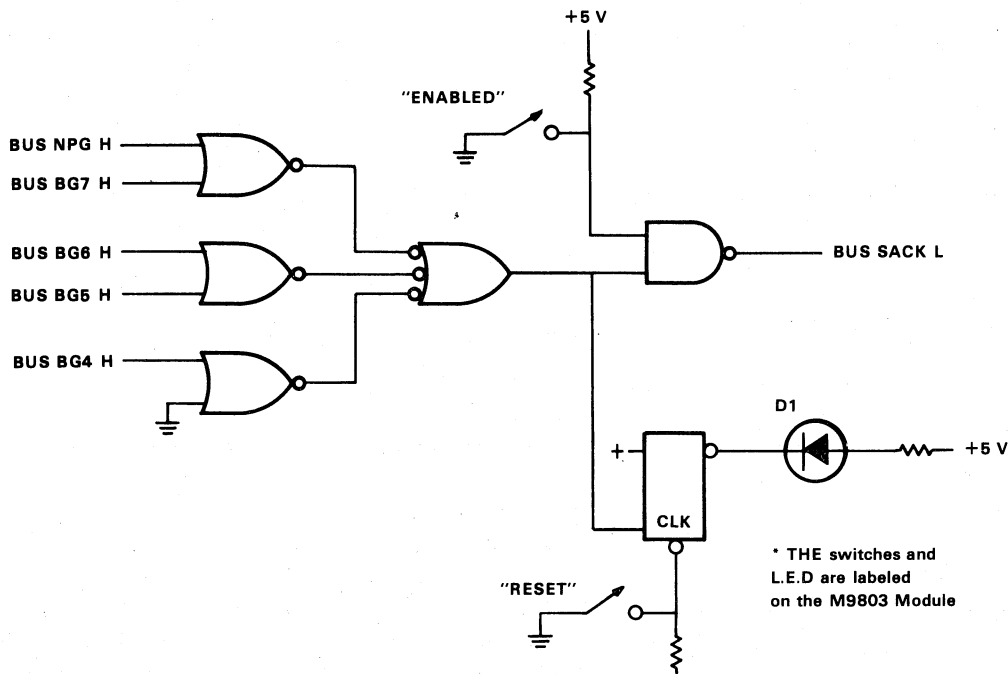 +5 V
"ENABLED"
BUS NPG H
BUS BG7 H
BUS BG6 H
BUS BG5 H
BUS SACK L
BUS BG4 H
D1
+
+5 V
CLK
* THE switches and
L.E.D are labeled
on the M9803 Module
"RESET"